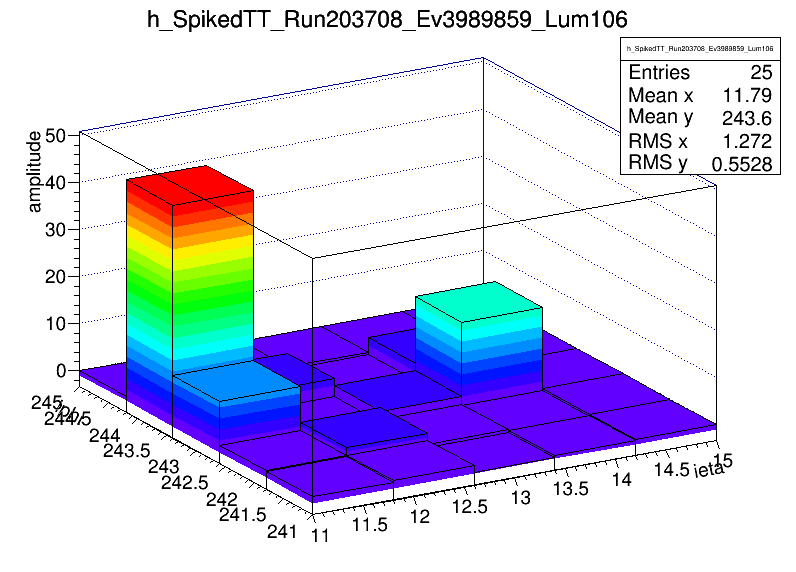 h_SpikedTT_Run203708_Ev3989859_Lum106
h_SpikedTT_Run203708_Ev3989859_Lum106
Entries 25
Mean x 11.79
Mean y 243.6
RMS x 1.272
RMS y 0.5528
amplitude
50
40
30
20
10
0
245
244.5
244
243.5
243
242.5
242
241.5
241
11
11.5
12
12.5
13
13.5
14
14.5
15
ieta